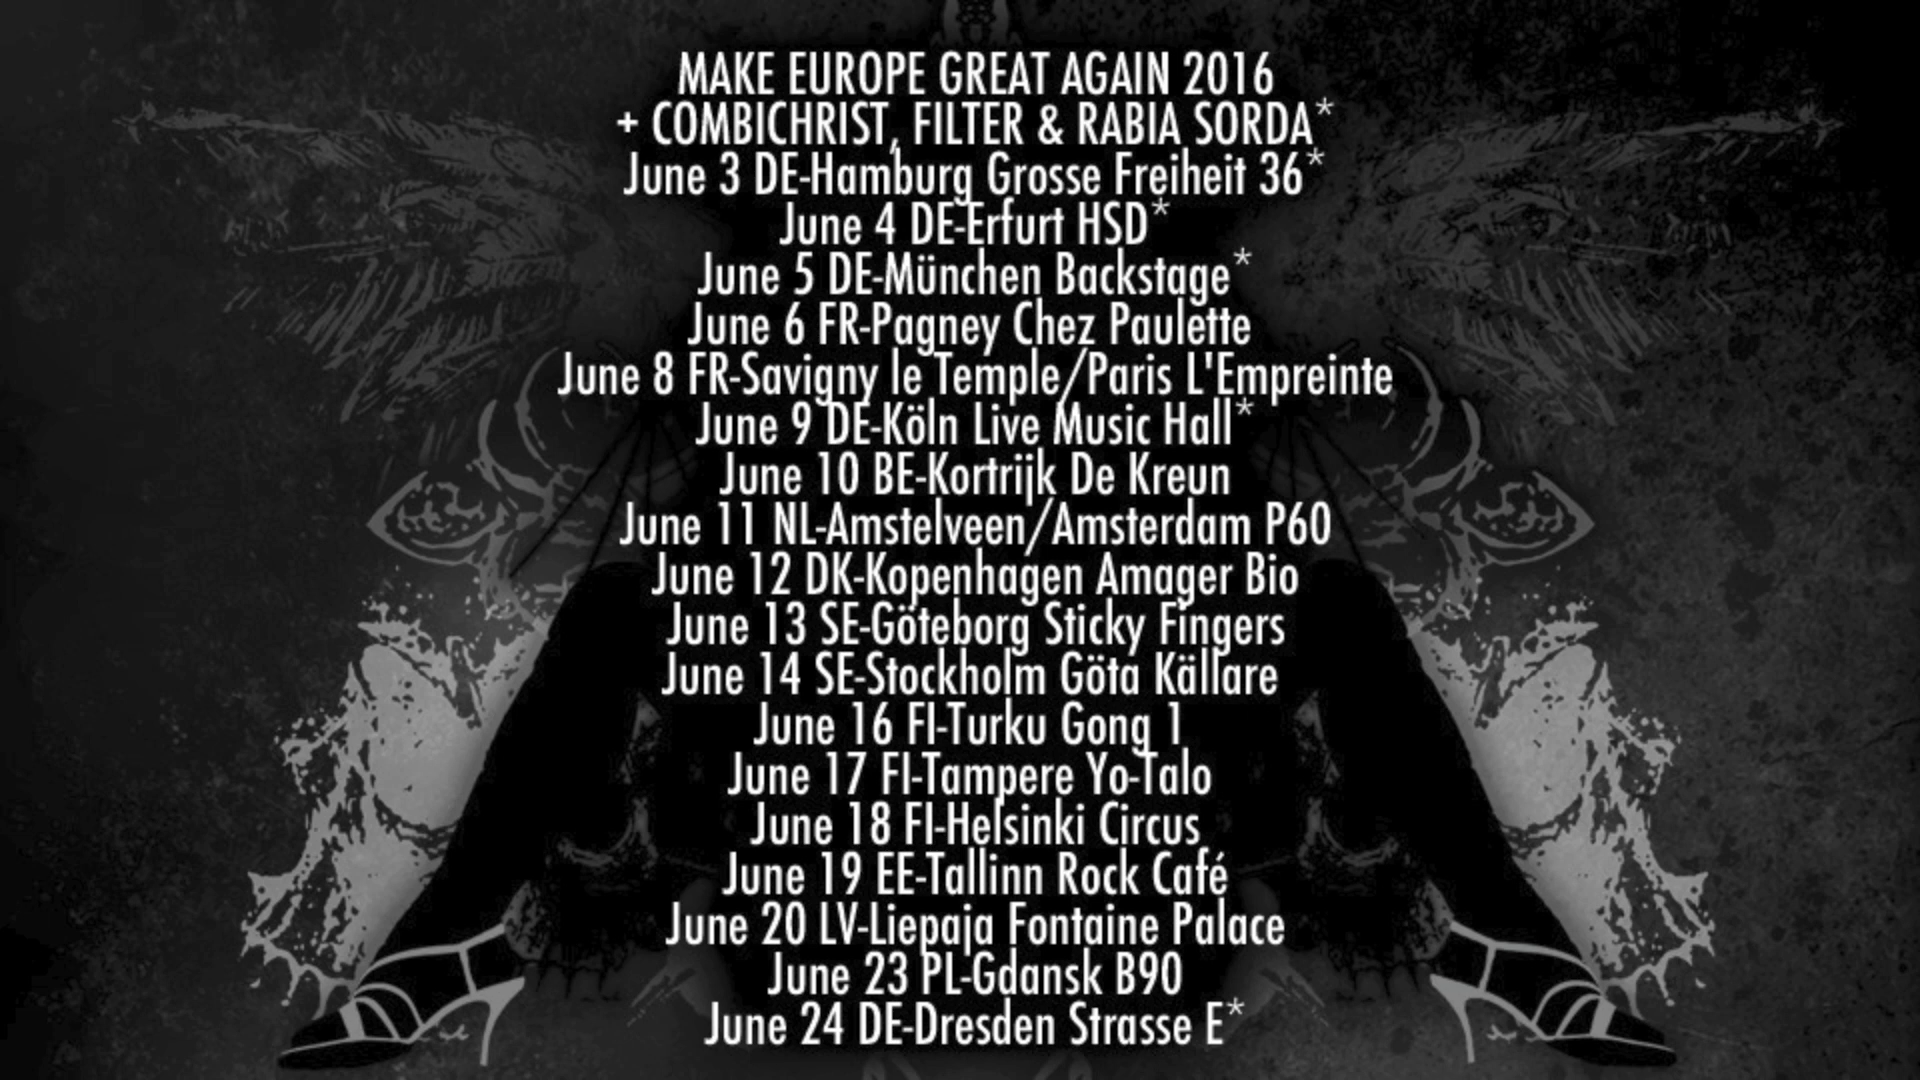 MAKE EUROPE GREAT AGAIN 2016
+ COMBICHRIST, FILTER & RABIA SORDA*
June 3 DE-Hamburg Grosse Freiheit 36*
June 4 DE-Erfurt HSD*
June 5 DE-München Backstage*
June 6 FR-Pagney Chez Paulette
June 8 FR-Savigny le Temple/Paris L'Empreinte
June 9 DE-Köln Live Music Hall*
June 10 BE-Kortrijk De Kreun
June 11 NL-Amstelveen/Amsterdam P60
June 12 DK-Kopenhagen Amager Bio
June 13 SE-Göteborg Sticky Fingers
June 14 SE-Stockholm Göta Källare
June 16 FI-Turku Gong 1
June 17 FI-Tampere Yo-Talo
June 18 FI-Helsinki Circus
June 19 EE-Tallinn Rock Café
June 20 LV-Liepaja Fontaine Palace
June 23 PL-Gdansk B90
June 24 DE-Dresden Strasse E*